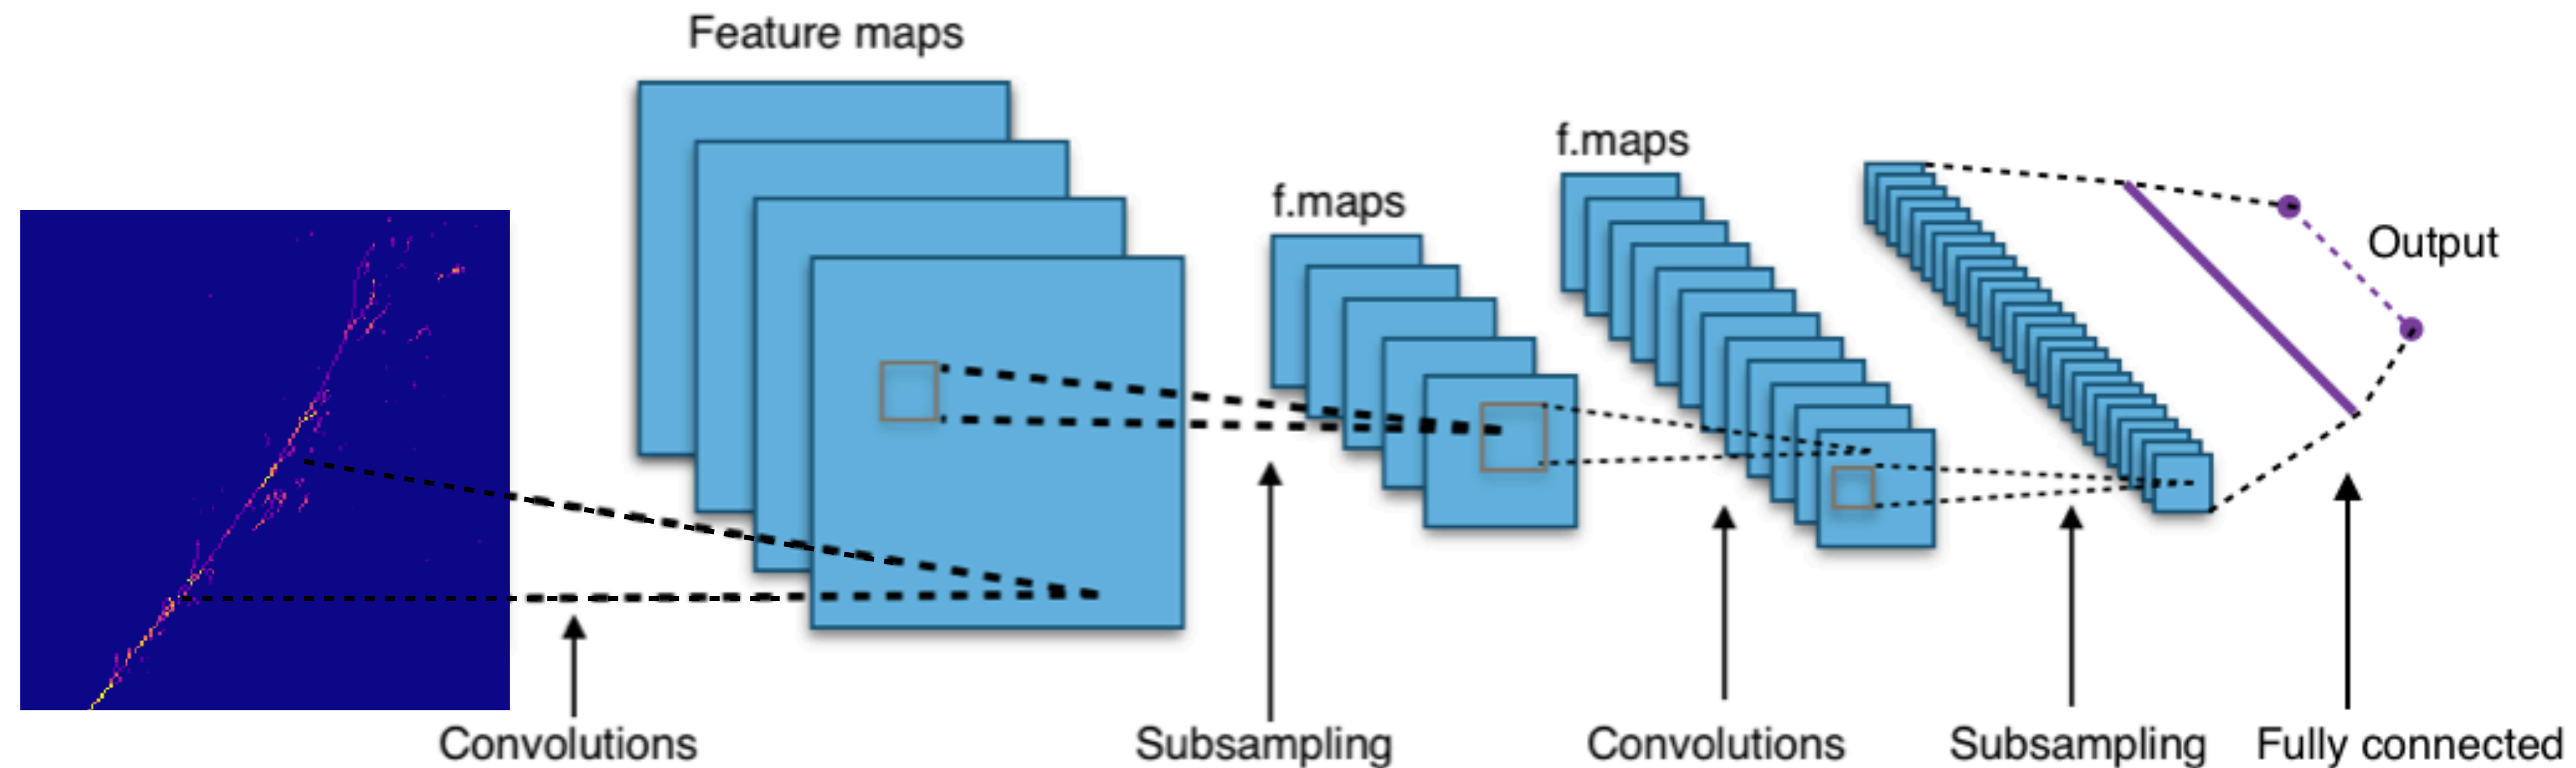 Feature maps
f.maps
f.maps
Output
Convolutions
Subsampling
Convolutions
Subsampling
Fully connected